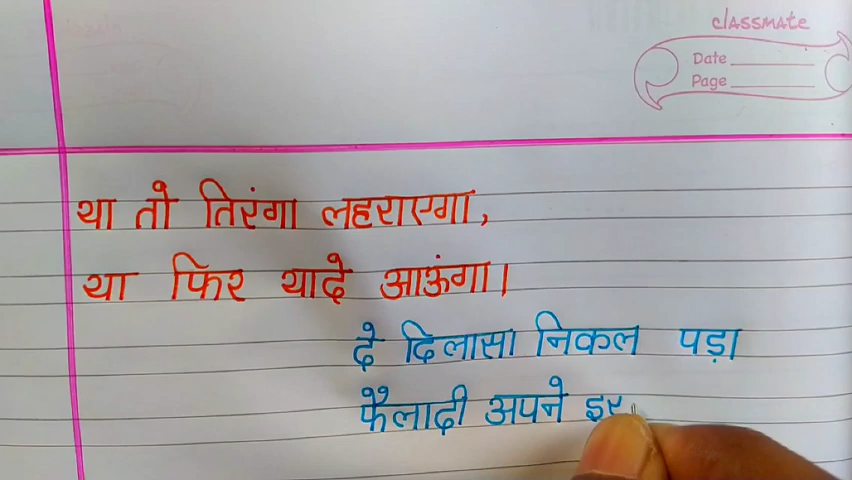 classmate
Date
Page
था तो तिरंगा लहराएगा,
था फिर यादे आऊंगा।
दे दिलासा निकल पड़ा
फैलादी अपने